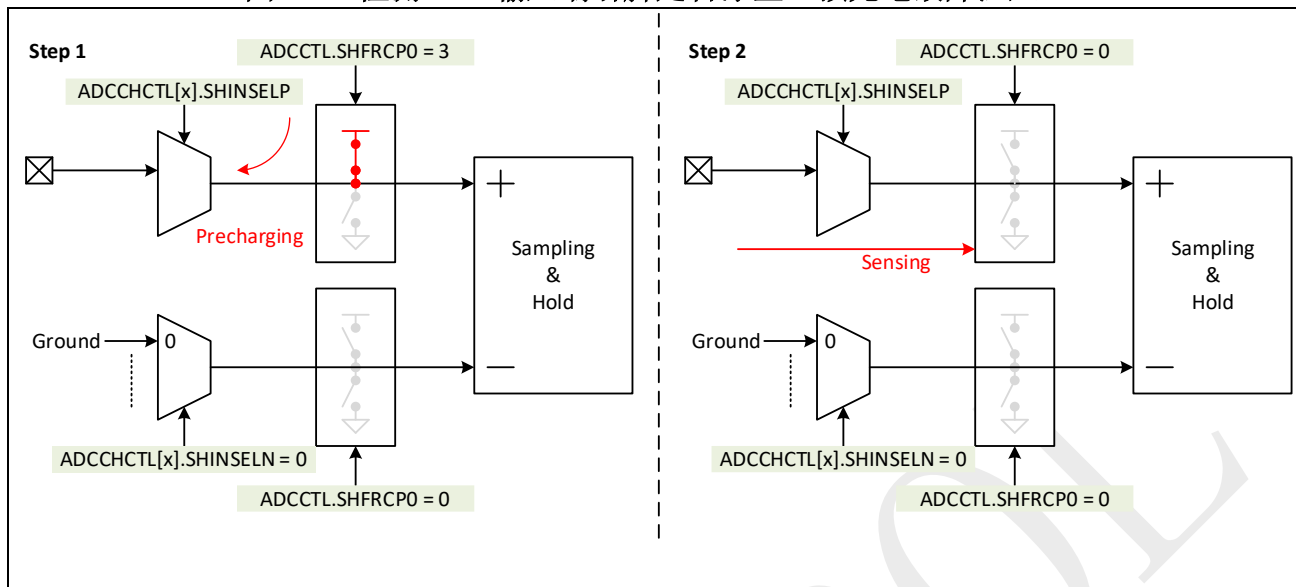 Step 1
ADCCTL.SHFRCP0 = 3
ADCCHCTL[x].SHINSELP
Precharging
+
Sampling
&
Hold
Ground
0
—
ADCCHCTL[x].SHINSELN = 0
ADCCTL.SHFRCP0 = 0
Step 2
ADCCTL.SHFRCP0 = 0
ADCCHCTL[x].SHINSELP
Sensing
+
Sampling
&
Hold
Ground
0
—
ADCCHCTL[x].SHINSELN = 0
ADCCTL.SHFRCP0 = 0